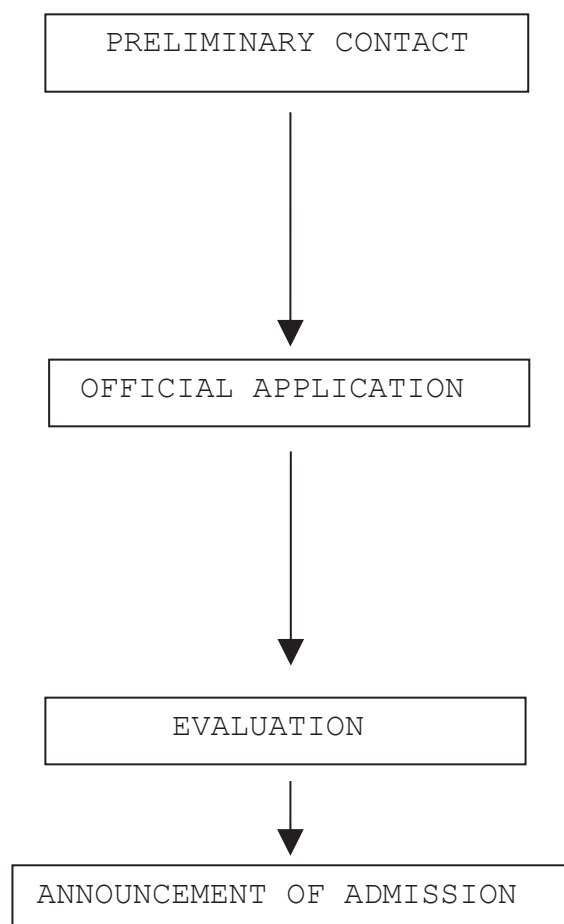 PRELIMINARY CONTACT
OFFICIAL APPLICATION
EVALUATION
ANNOUNCEMENT OF ADMISSION